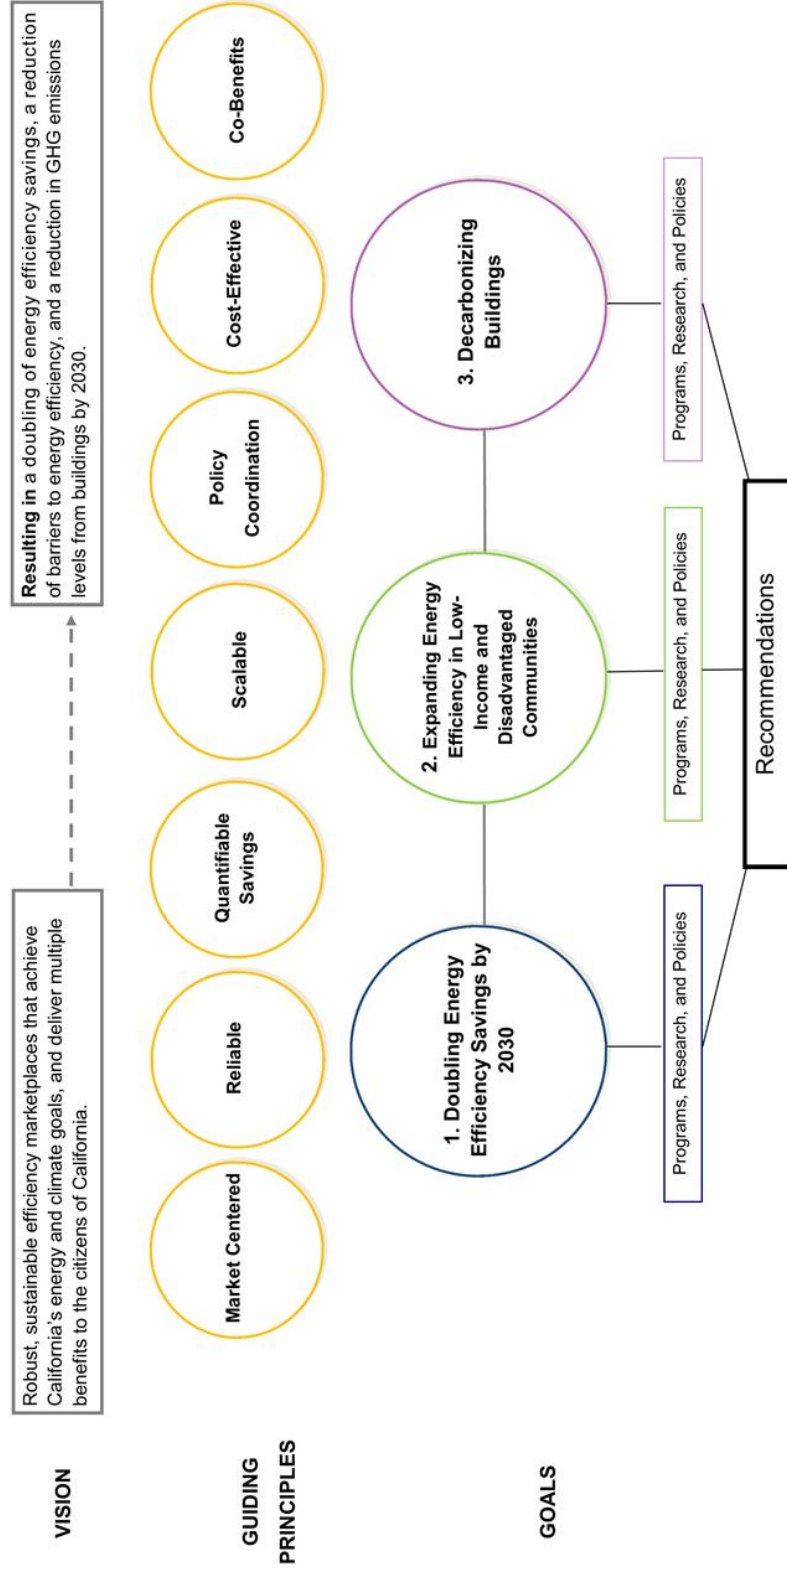 VISION
Robust, sustainable efficiency marketplaces that achieve
California's energy and climate goals, and deliver multiple
benefits to the citizens of California.
Resulting in a doubling of energy efficiency savings, a reduction
of barriers to energy efficiency, and a reduction in GHG emissions
levels from buildings by 2030.
GUIDING
PRINCIPLES
Market Centered
Reliable
Quantifiable
Savings
Scalable
Policy
Coordination
Cost-Effective
Co-Benefits
GOALS
1. Doubling Energy
Efficiency Savings by
2030
2. Expanding Energy
Efficiency in Low-
Income and
Disadvantaged
Communities
3. Decarbonizing
Buildings
Programs, Research, and Policies
Programs, Research, and Policies
Programs, Research, and Policies
Recommendations